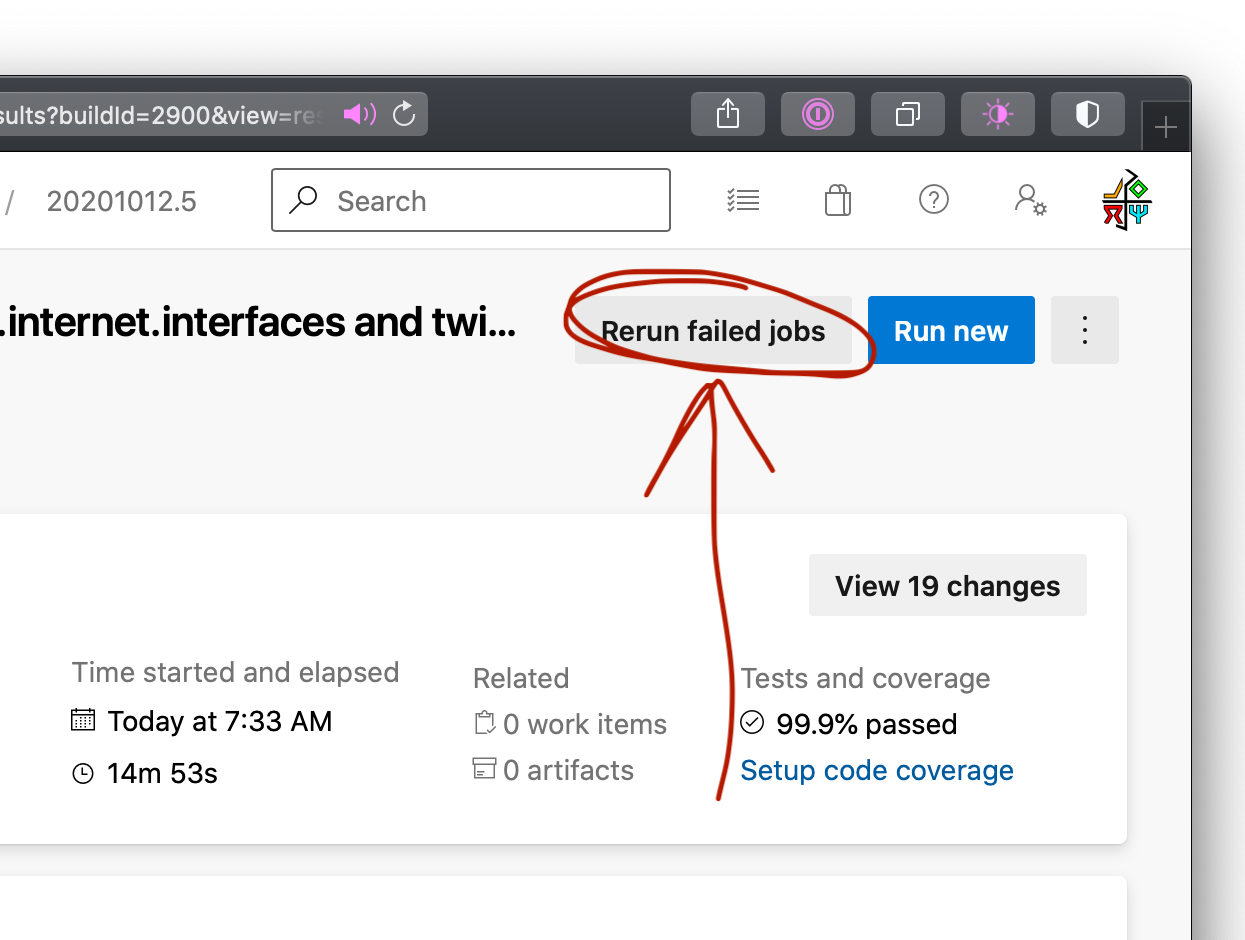 sults?buildId=2900&view=res
/ 20201012.5
Search
.internet.interfaces and twi...
Rerun failed jobs
Run new
View 19 changes
Time started and elapsed
Today at 7:33 AM
14m 53s
Related
0 work items
0 artifacts
Tests and coverage
99.9% passed
Setup code coverage